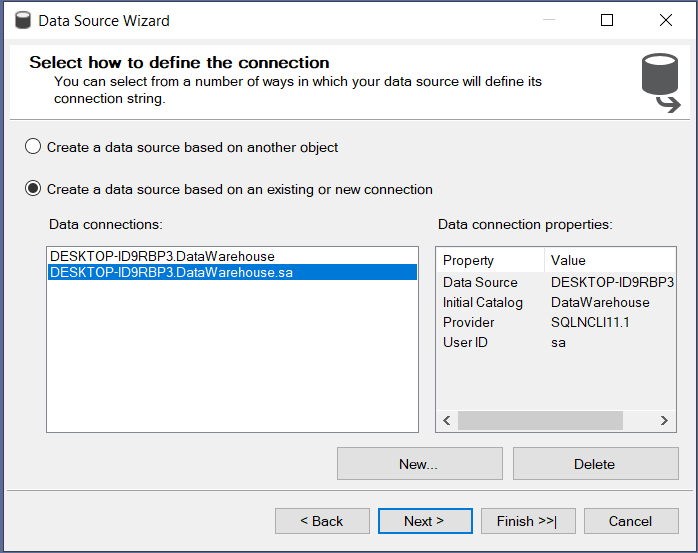 Data Source Wizard
Select how to define the connection
You can select from a number of ways in which your data source will define its
connection string.
Create a data source based on another object
Create a data source based on an existing or new connection
Data connections:
Data connection properties:
DESKTOP-ID9RBP3.DataWarehouse
DESKTOP-ID9RBP3.DataWarehouse.sa
Property Value
Data Source DESKTOP-ID9RBP3
Initial Catalog DataWarehouse
Provider SQLNCLI11.1
User ID sa
New... Delete
< Back Next > Finish >>| Cancel